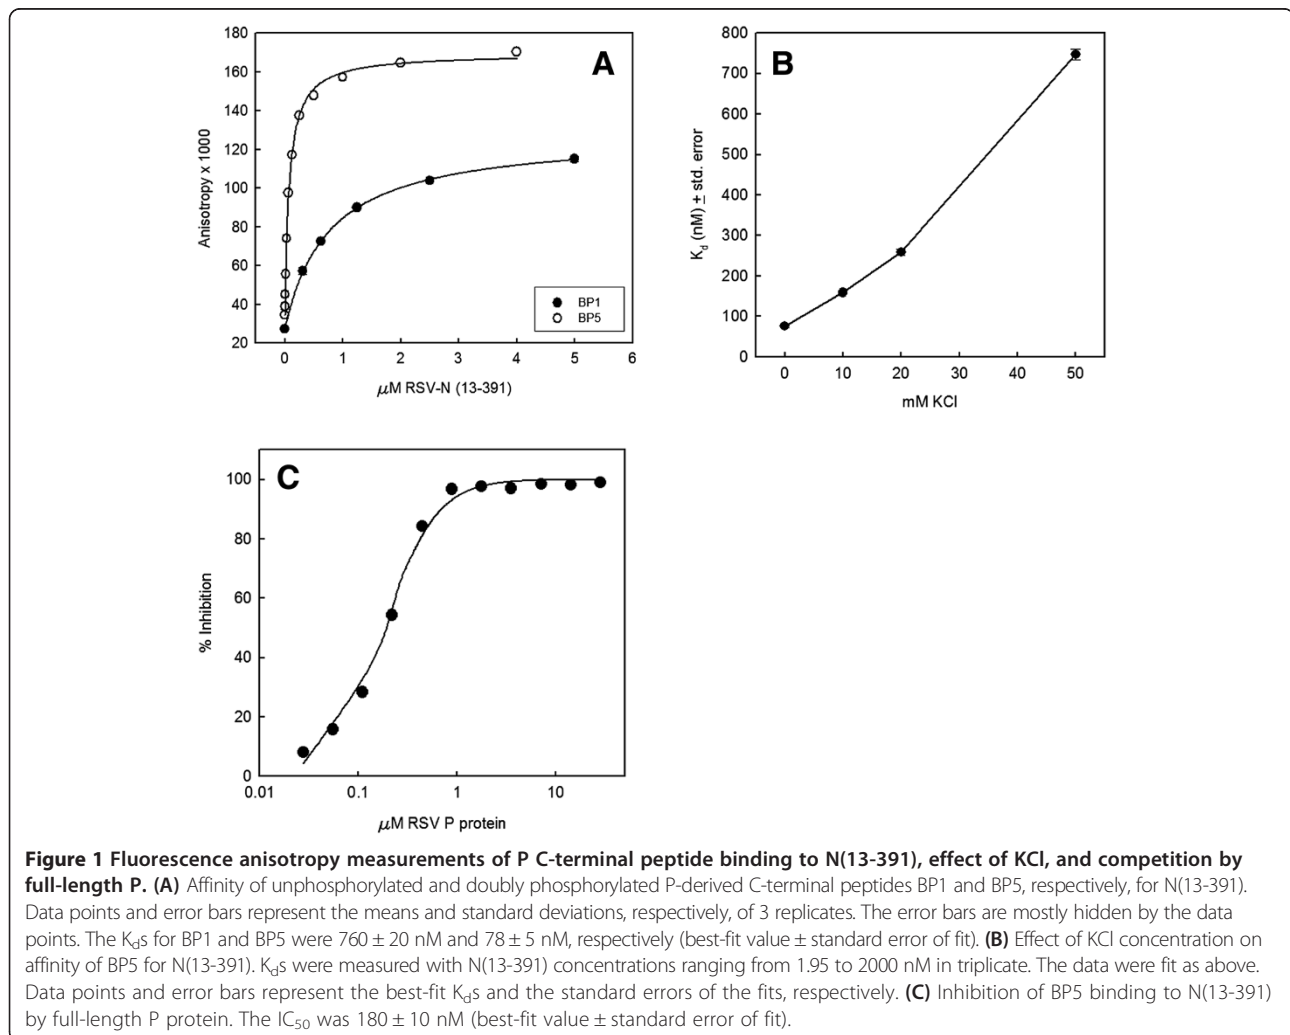 A
Anisotropy x 1000
180
160
140
120
100
80
60
40
20
0 1 2 3 4 5 6
μM RSV-N (13-391)
BP1
BP5
B
K_d (nM) ± std. error
800
700
600
500
400
300
200
100
0
0 10 20 30 40 50
mM KCl
C
% Inhibition
100
80
60
40
20
0
0.01 0.1 1 10
μM RSV P protein
Figure 1 Fluorescence anisotropy measurements of P C-terminal peptide binding to N(13-391), effect of KCl, and competition by
full-length P. (A) Affinity of unphosphorylated and doubly phosphorylated P-derived C-terminal peptides BP1 and BP5, respectively, for N(13-391).
Data points and error bars represent the means and standard deviations, respectively, of 3 replicates. The error bars are mostly hidden by the data
points. The K_ds for BP1 and BP5 were 760 ± 20 nM and 78 ± 5 nM, respectively (best-fit value ± standard error of fit). (B) Effect of KCl concentration on
affinity of BP5 for N(13-391). K_ds were measured with N(13-391) concentrations ranging from 1.95 to 2000 nM in triplicate. The data were fit as above.
Data points and error bars represent the best-fit K_ds and the standard errors of the fits, respectively. (C) Inhibition of BP5 binding to N(13-391)
by full-length P protein. The IC_50 was 180 ± 10 nM (best-fit value ± standard error of fit).